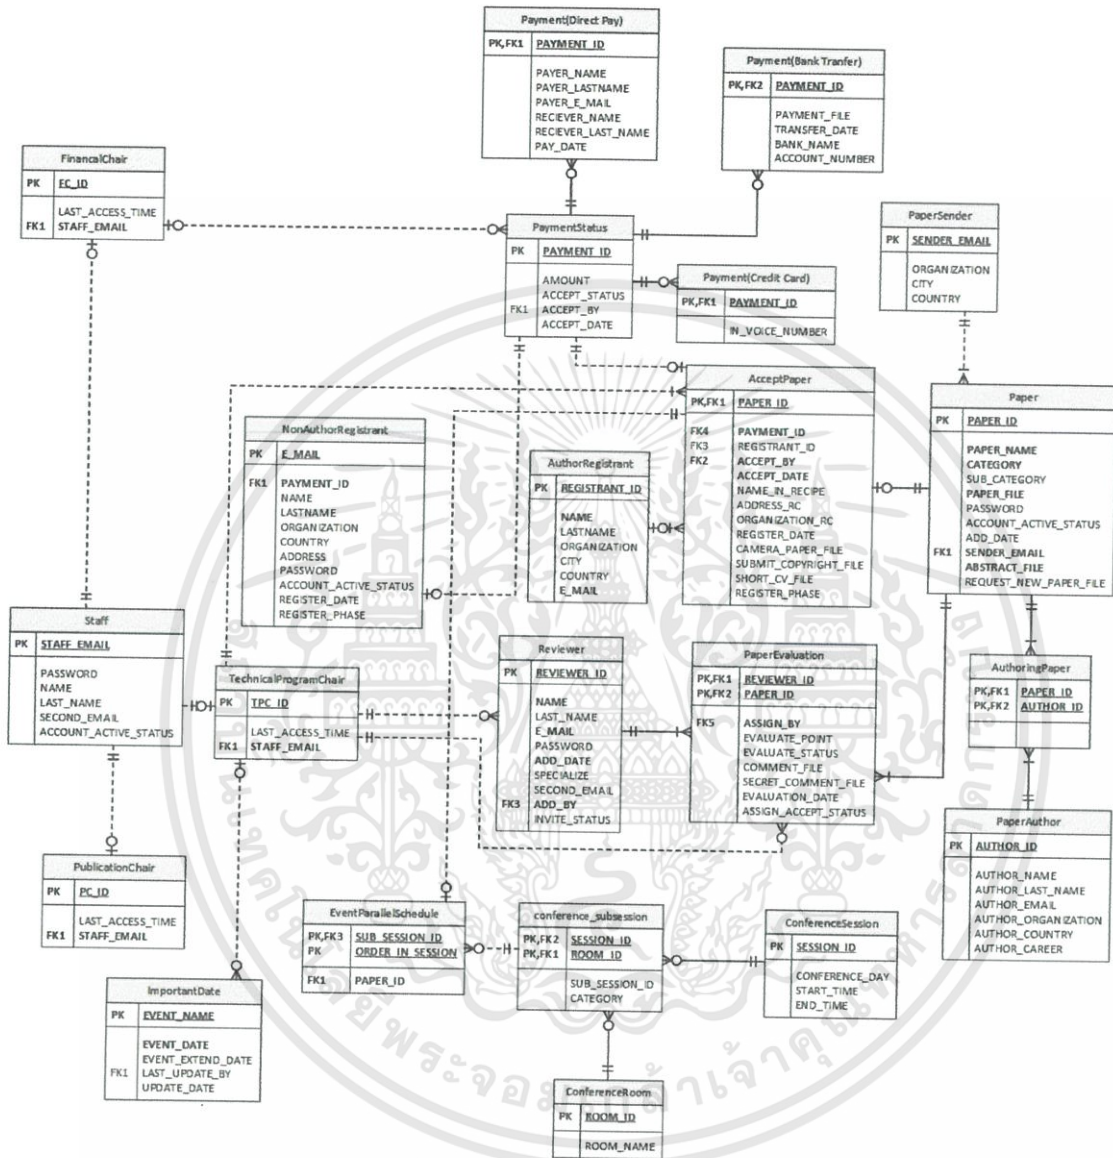 Payment(Direct Pay)
PK,FK1 PAYMENT_ID
PAYER_NAME
PAYER_LASTNAME
PAYER_E_MAIL
RECIEVER_NAME
RECIEVER_LAST_NAME
PAY_DATE
Payment(Bank Tranfer)
PK,FK2 PAYMENT_ID
PAYMENT_FILE
TRANSFER_DATE
BANK_NAME
ACCOUNT_NUMBER
FinancalChair
PK FC_ID
LAST_ACCESS_TIME
FK1 STAFF_EMAIL
PaymentStatus
PK PAYMENT_ID
AMOUNT
ACCEPT_STATUS
FK1 ACCEPT_BY
ACCEPT_DATE
PaperSender
PK SENDER_EMAIL
ORGANIZATION
CITY
COUNTRY
Payment(Credit Card)
PK,FK1 PAYMENT_ID
IN_VOICE_NUMBER
AcceptPaper
PK,FK1 PAPER_ID
FK4 PAYMENT_ID
FK3 REGISTRANT_ID
FK2 ACCEPT_BY
ACCEPT_DATE
NAME_IN_RECIPE
ADDRESS_RC
ORGANIZATION_RC
REGISTER_DATE
CAMERA_PAPER_FILE
SUBMIT_COPYRIGHT_FILE
SHORT_CV_FILE
REGISTER_PHASE
Paper
PK PAPER_ID
PAPER_NAME
CATEGORY
SUB_CATEGORY
PAPER_FILE
PASSWORD
ACCOUNT_ACTIVE_STATUS
ADD_DATE
FK1 SENDER_EMAIL
ABSTRACT_FILE
REQUEST_NEW_PAPER_FILE
NonAuthorRegistrant
PK E_MAIL
FK1 PAYMENT_ID
NAME
LASTNAME
ORGANIZATION
COUNTRY
ADDRESS
PASSWORD
ACCOUNT_ACTIVE_STATUS
REGISTER_DATE
REGISTER_PHASE
AuthorRegistrant
PK REGISTRANT_ID
NAME
LASTNAME
ORGANIZATION
CITY
COUNTRY
E_MAIL
Staff
PK STAFF_EMAIL
PASSWORD
NAME
LAST_NAME
SECOND_EMAIL
ACCOUNT_ACTIVE_STATUS
TechnicalProgramChair
PK TPC_ID
LAST_ACCESS_TIME
FK1 STAFF_EMAIL
Reviewer
PK REVIEWER_ID
NAME
LAST_NAME
E_MAIL
PASSWORD
ADD_DATE
SPECIALIZE
SECOND_EMAIL
FK3 ADD_BY
INVITE_STATUS
PaperEvaluation
PK,FK1 REVIEWER_ID
PK,FK2 PAPER_ID
FK5 ASSIGN_BY
EVALUATE_POINT
EVALUATE_STATUS
COMMENT_FILE
SECRET_COMMENT_FILE
EVALUATION_DATE
ASSIGN_ACCEPT_STATUS
AuthoringPaper
PK,FK1 PAPER_ID
PK,FK2 AUTHOR_ID
PaperAuthor
PK AUTHOR_ID
AUTHOR_NAME
AUTHOR_LAST_NAME
AUTHOR_EMAIL
AUTHOR_ORGANIZATION
AUTHOR_COUNTRY
AUTHOR_CAREER
PublicationChair
PK PC_ID
LAST_ACCESS_TIME
FK1 STAFF_EMAIL
EventParallelSchedule
PK,FK3 SUB_SESSION_ID
PK ORDER_IN_SESSION
FK1 PAPER_ID
conference_subsession
PK,FK2 SESSION_ID
PK,FK1 ROOM_ID
SUB_SESSION_ID
CATEGORY
ConferenceSession
PK SESSION_ID
CONFERENCE_DAY
START_TIME
END_TIME
ImportantDate
PK EVENT_NAME
EVENT_DATE
EVENT_EXTEND_DATE
FK1 LAST_UPDATE_BY
UPDATE_DATE
ConferenceRoom
PK ROOM_ID
ROOM_NAME